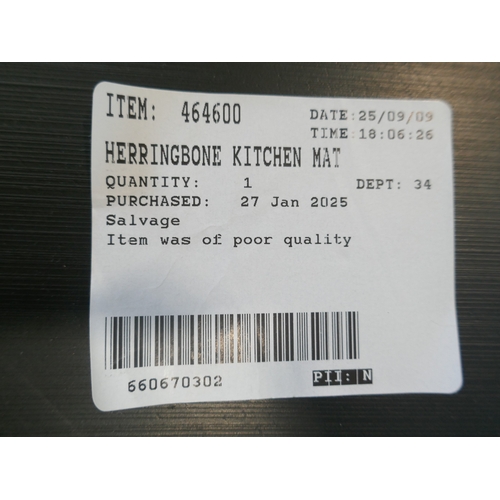 ITEM: 464600 DATE:25/09/09
TIME:18:06:26
HERRINGBONE KITCHEN MAT
QUANTITY: 1 DEPT: 34
PURCHASED: 27 Jan 2025
Salvage
Item was of poor quality
660670302 PII: N